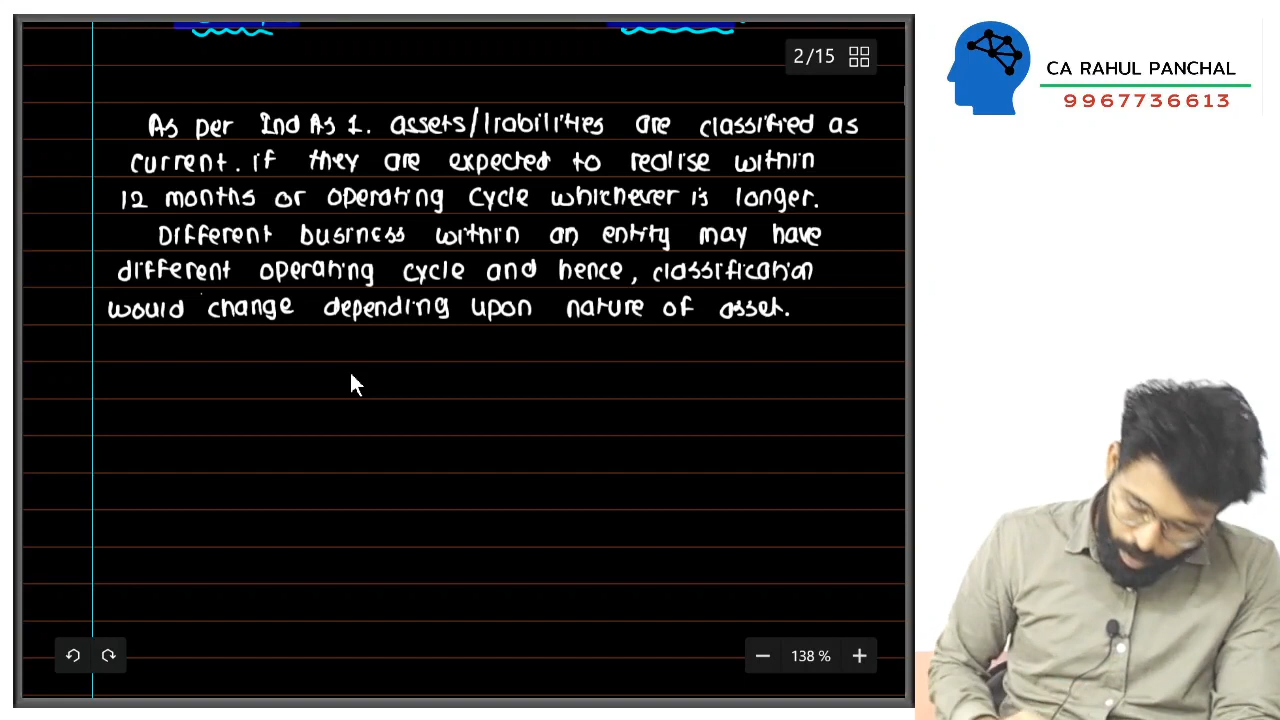 2/15
As per Ind As 1. assets/liabilities are classified as
current. if they are expected to realise within
12 months or operating cycle whichever is longer.
Different business within an entity may have
different operating cycle and hence, classification
would change depending upon nature of asset.
138 %
CA RAHUL PANCHAL
9967736613